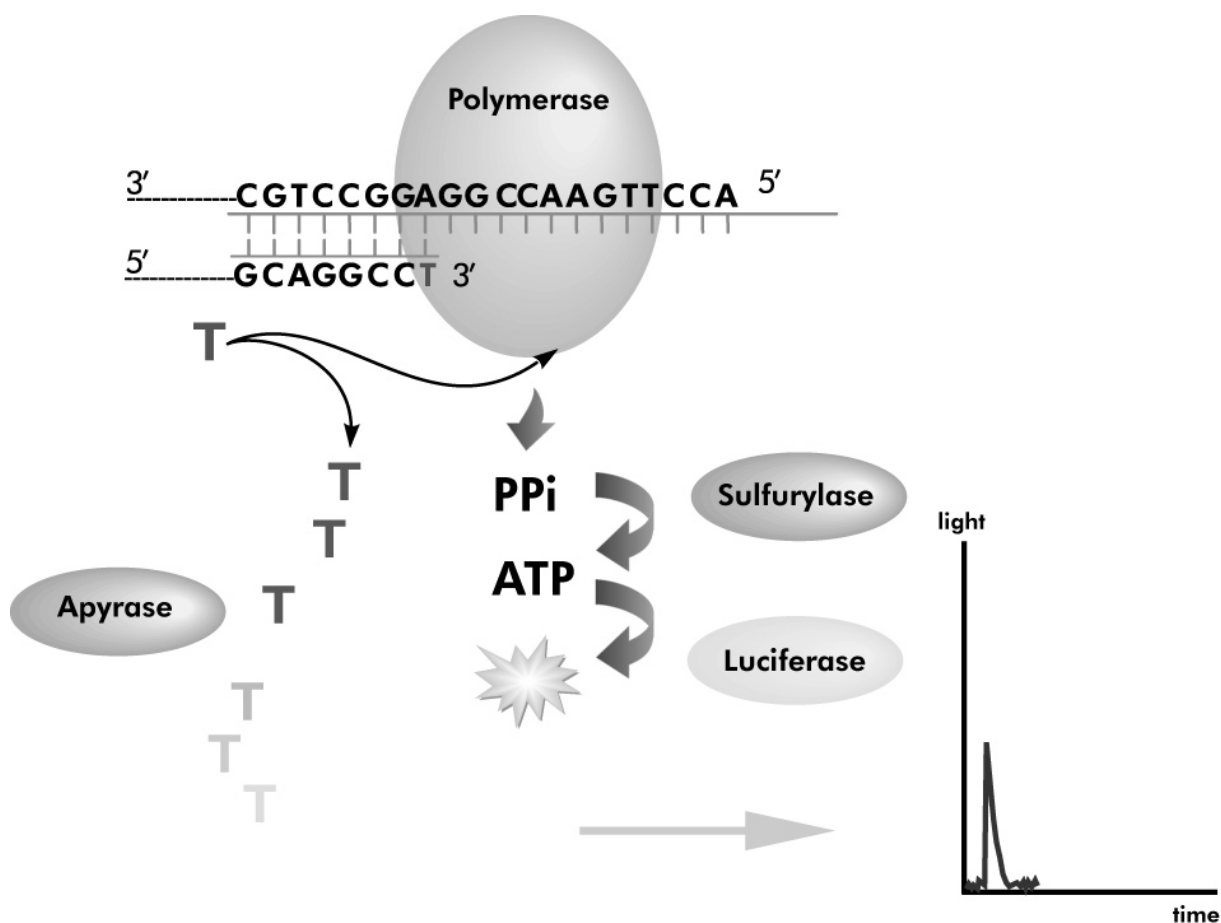 Polymerase
3′ CGTCCGGAGGCCAAGTTCCA 5′
5′ GCAGGCCT 3′
T
T
PPi
Sulfurylase
light
T
ATP
Apyrase
T
Luciferase
T
T
T
time